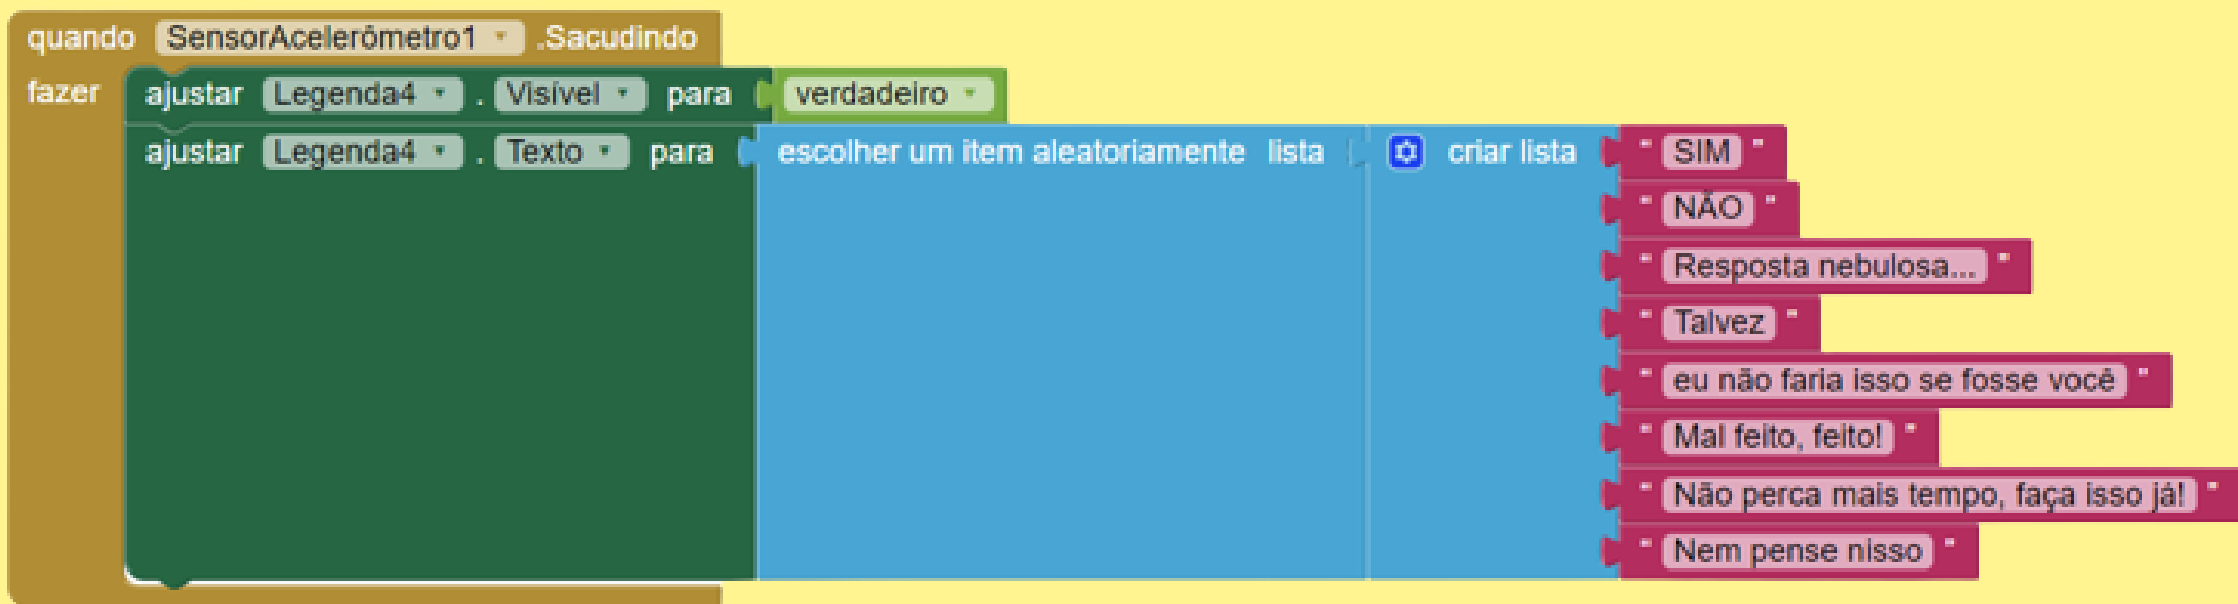 quando SensorAcelerômetro1 .Sacudindo
fazer ajustar Legenda4 . Visível para verdadeiro
ajustar Legenda4 . Texto para escolher um item aleatoriamente lista criar lista " SIM "
" NÃO "
" Resposta nebulosa... "
" Talvez "
" eu não faria isso se fosse você "
" Mal feito, feito! "
" Não perca mais tempo, faça isso já! "
" Nem pense nisso "